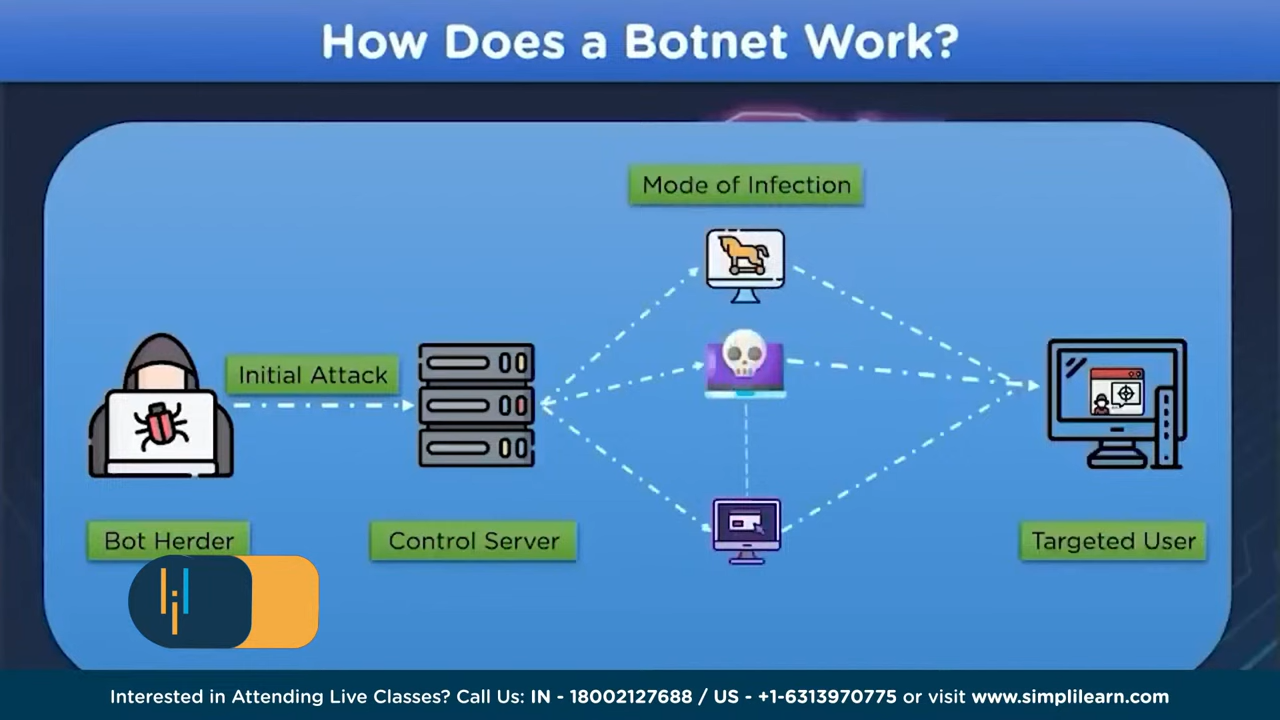 How Does a Botnet Work?
Mode of Infection
Initial Attack
Bot Herder
Control Server
Targeted User
Interested in Attending Live Classes? Call Us: IN - 18002127688 / US - +1-6313970775 or visit www.simplilearn.com